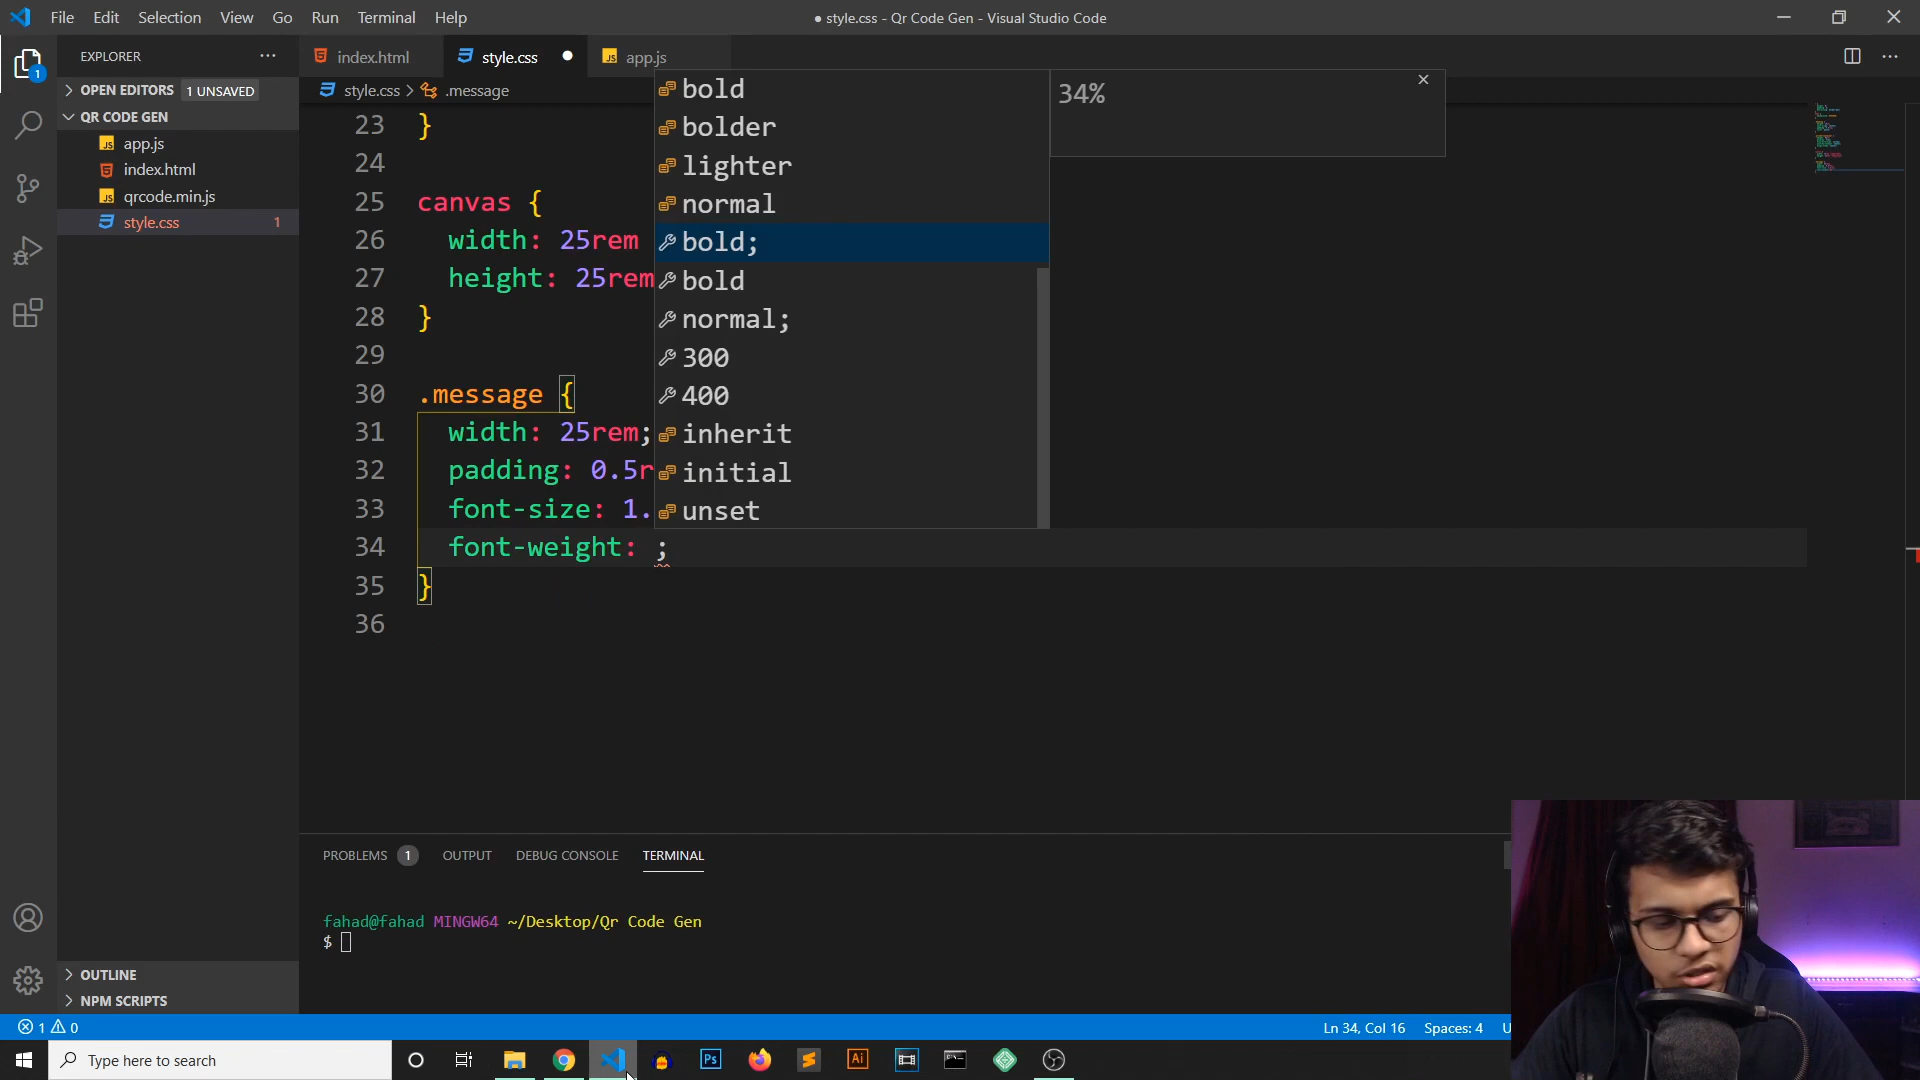 File Edit Selection View Go Run Terminal Help
● style.css - Qr Code Gen - Visual Studio Code
EXPLORER
index.html
style.css
app.js
OPEN EDITORS 1 UNSAVED
style.css > .message
QR CODE GEN
app.js
index.html
qrcode.min.js
style.css 1
1
23 }
24
25 canvas {
26 width: 25rem
27 height: 25rem
28 }
29
30 .message {
31 width: 25rem;
32 padding: 0.5r
33 font-size: 1.
34 font-weight: ;
35 }
36
bold
bolder
lighter
normal
bold;
bold
normal;
300
400
inherit
initial
unset
34%
PROBLEMS 1 OUTPUT DEBUG CONSOLE TERMINAL
fahad@fahad MINGW64 ~/Desktop/Qr Code Gen
$
OUTLINE
NPM SCRIPTS
1 0
Ln 34, Col 16 Spaces: 4 U
Type here to search
Ps
Ai